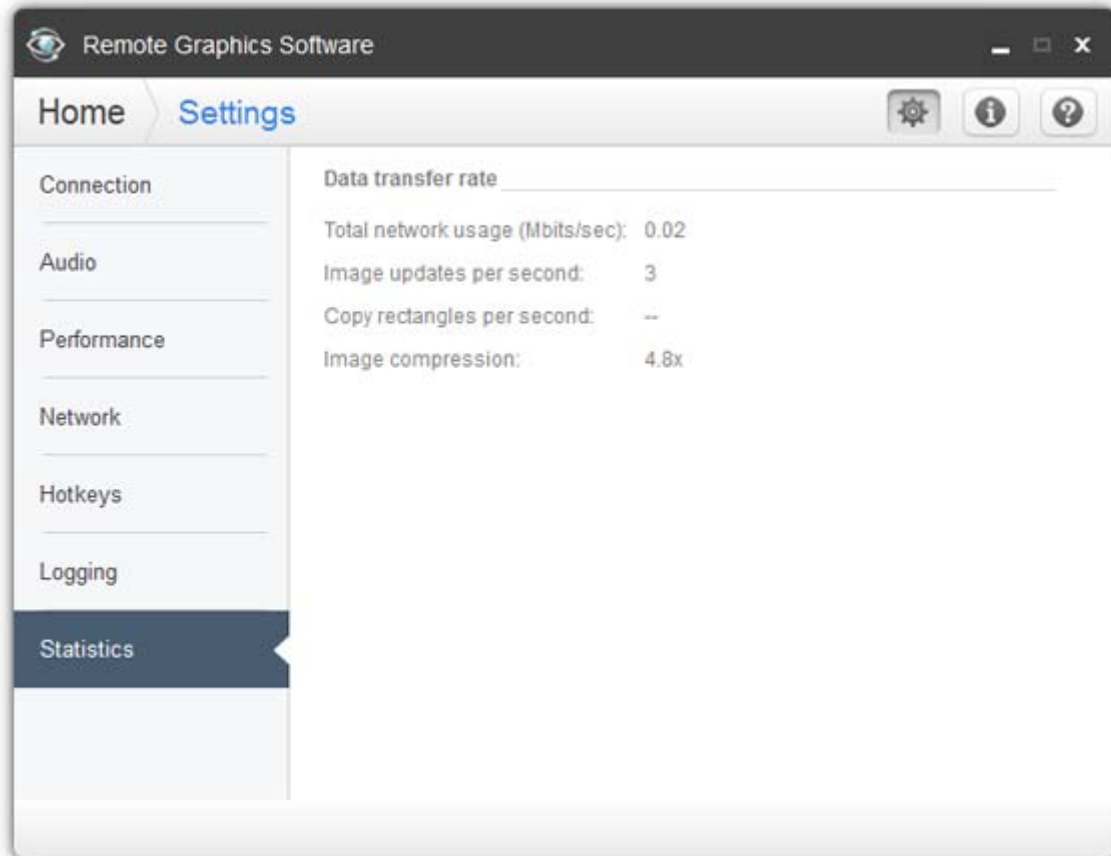 Remote Graphics Software
Home Settings
Connection
Audio
Performance
Network
Hotkeys
Logging
Statistics
Data transfer rate
Total network usage (Mbits/sec): 0.02
Image updates per second: 3
Copy rectangles per second: --
Image compression: 4.8x